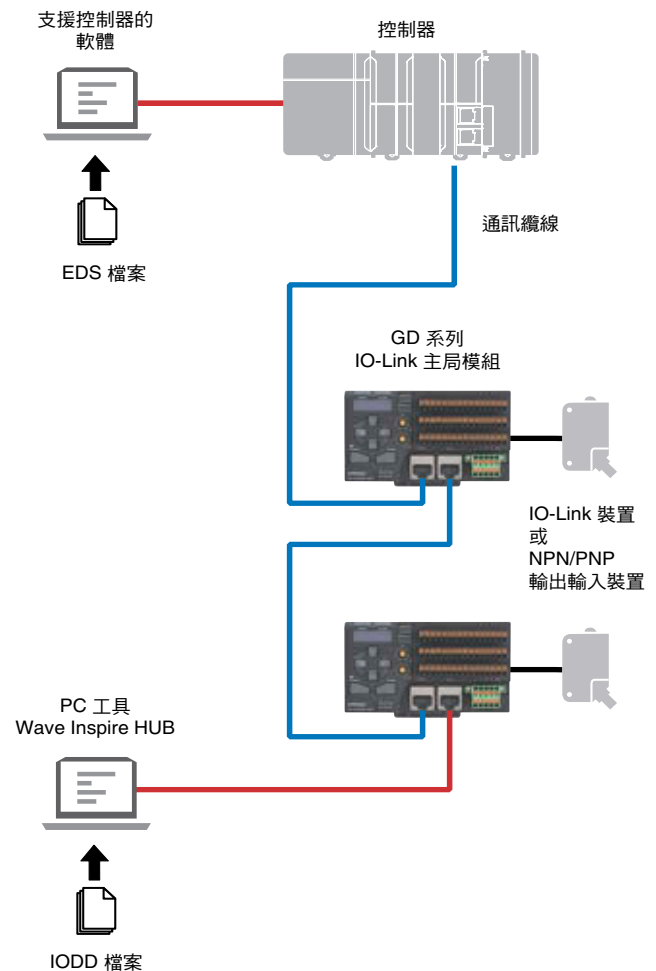 支援控制器的
軟體
控制器
EDS 檔案
通訊纜線
GD 系列
IO-Link 主局模組
IO-Link 裝置
或
NPN/PNP
輸出輸入裝置
PC 工具
Wave Inspire HUB
IODD 檔案